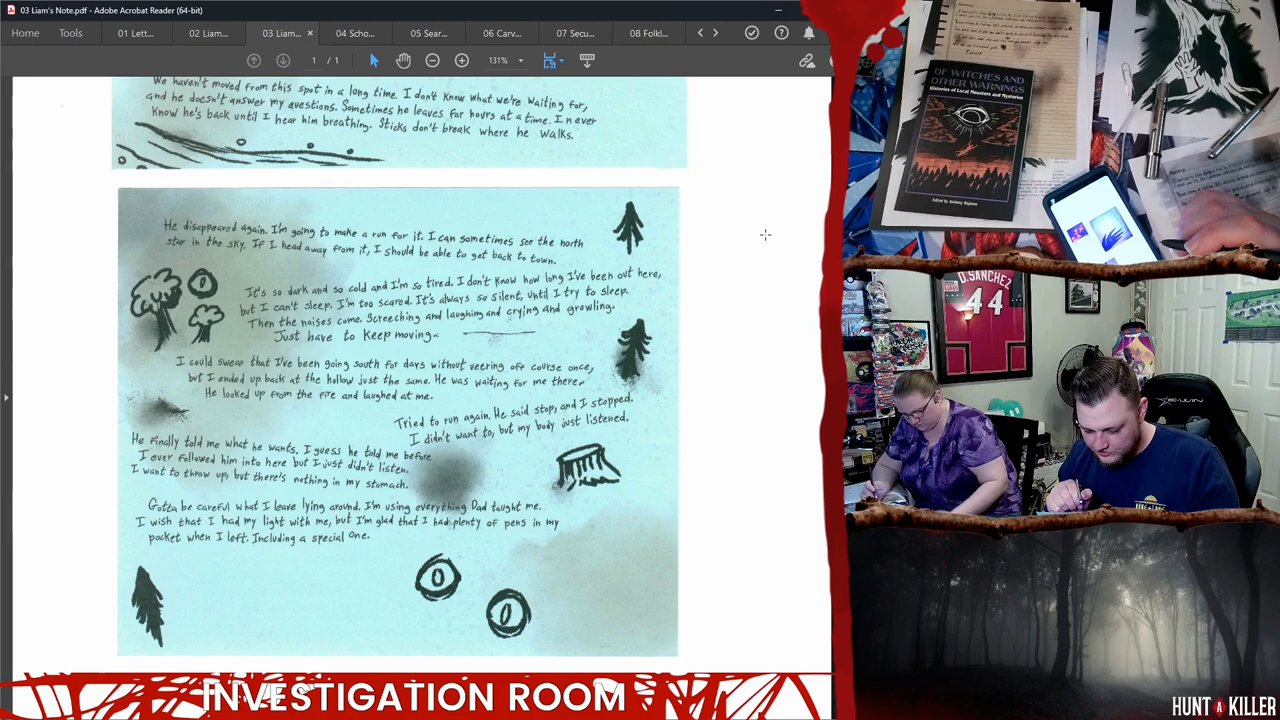 03 Liam's Note.pdf - Adobe Acrobat Reader (64-bit)
Home Tools 01 Lett... 02 Liam... 03 Liam... × 05 Sear... 06 Carv... 07 Secu... 08 Folkl...
1 / 1 131%
We haven't moved from this spot in a long time. I don't know what we're waiting for,
and he doesn't answer my questions. Sometimes he leaves for hours at a time. I never
know he's back until I hear him breathing. Sticks don't break where he walks.
He disappeared again. I'm going to make a run for it. I can sometimes see the north
star in the sky. If I head away from it, I should be able to get back to town.
It's so dark and so cold and I'm so tired. I don't know how long I've been out here,
but I can't sleep. I'm too scared. It's always so silent, until I try to sleep.
Then the noises come. Screeching and laughing and crying and growling.
Just have to keep moving.
I could swear that I've been going south for days without veering off course once,
but I ended up back at the hollow just the same. He was waiting for me there.
He looked up from the fire and laughed at me.
Tried to run again. He said stop, and I stopped.
I didn't want to, but my body just listened.
He finally told me what he wants. I guess he told me before
I ever followed him into here but I just didn't listen.
I want to throw up, but there's nothing in my stomach.
Gotta be careful what I leave lying around. I'm using everything Dad taught me.
I wish that I had my light with me, but I'm glad that I had plenty of pens in my
pocket when I left. Including a special one.
INVESTIGATION ROOM
OF WITCHES AND
OTHER WARNINGS
Histories of Local Monsters and Mysteries
D. SANCHEZ
44
HUNT A KILLER